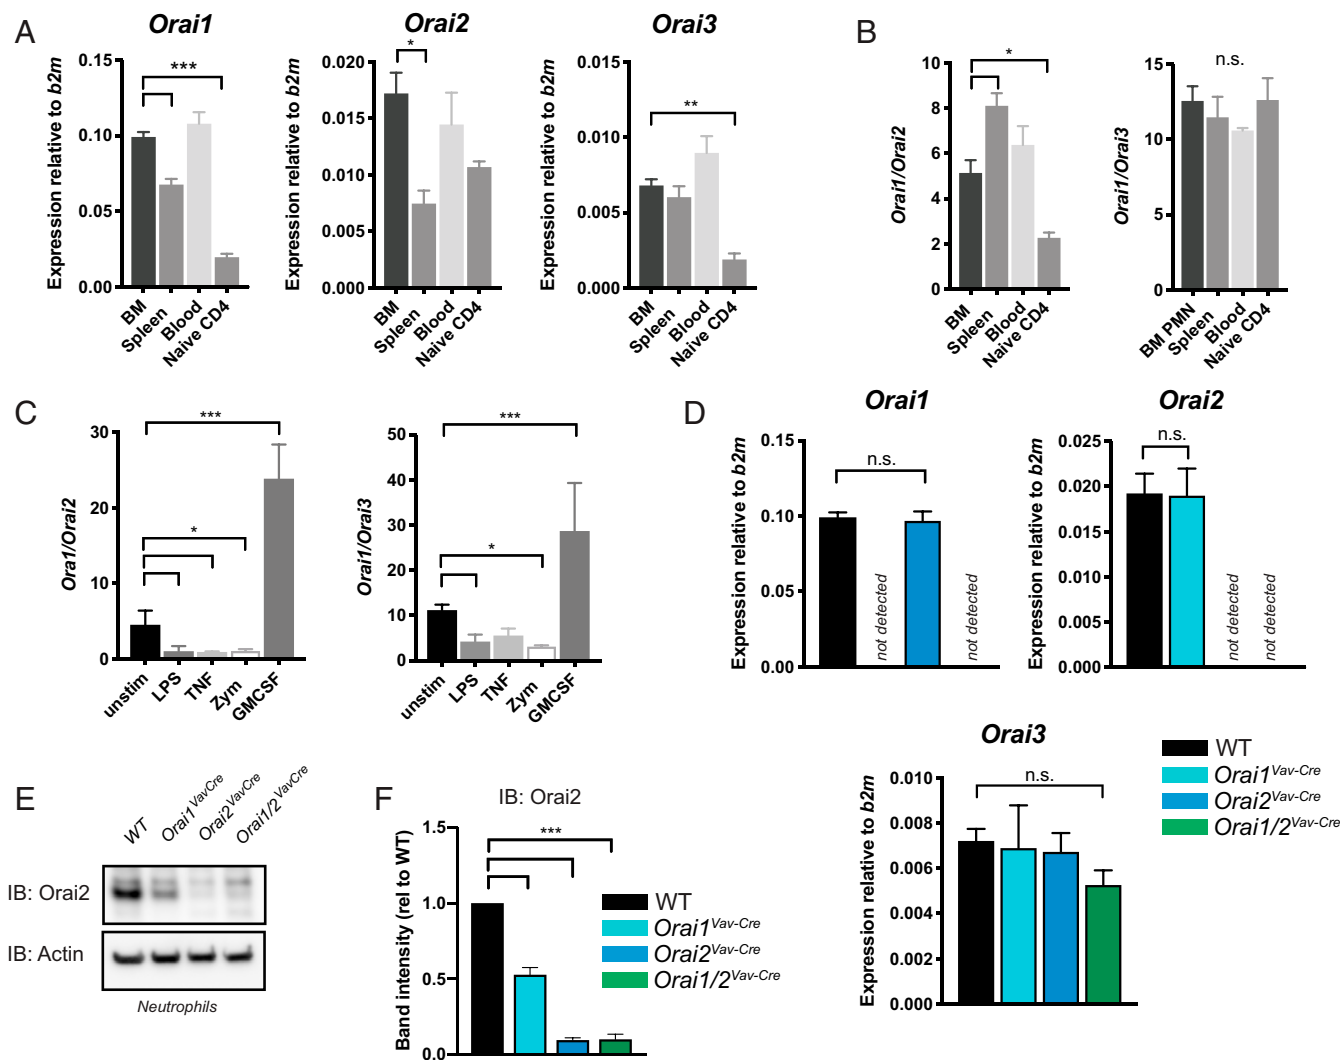 A
Orai1
Expression relative to b2m
0.15
0.10
0.05
0.00
***
BM
Spleen
Blood
Naive CD4
Orai2
Expression relative to b2m
0.020
0.015
0.010
0.005
0.000
*
BM
Spleen
Blood
Naive CD4
Orai3
Expression relative to b2m
0.015
0.010
0.005
0.000
**
BM
Spleen
Blood
Naive CD4
B
Orai1/Orai2
10
8
6
4
2
0
*
BM
Spleen
Blood
Naive CD4
Orai1/Orai3
15
10
5
0
n.s.
BM PMN
Spleen
Blood
Naive CD4
C
Ora1/Orai2
30
20
10
0
***
*
unstim
LPS
TNF
Zym
GMCSF
Orai1/Orai3
50
40
30
20
10
0
***
*
unstim
LPS
TNF
Zym
GMCSF
D
Orai1
Expression relative to b2m
0.15
0.10
0.05
0.00
n.s.
not detected
not detected
Orai2
Expression relative to b2m
0.025
0.020
0.015
0.010
0.005
0.000
n.s.
not detected
not detected
Orai3
Expression relative to b2m
0.010
0.008
0.006
0.004
0.002
0.000
n.s.
WT
Orai1Vav-Cre
Orai2Vav-Cre
Orai1/2Vav-Cre
E
WT
Orai1VavCre
Orai2VavCre
Orai1/2VavCre
IB: Orai2
IB: Actin
Neutrophils
F
IB: Orai2
Band intensity (rel to WT)
1.5
1.0
0.5
0.0
***
WT
Orai1Vav-Cre
Orai2Vav-Cre
Orai1/2Vav-Cre